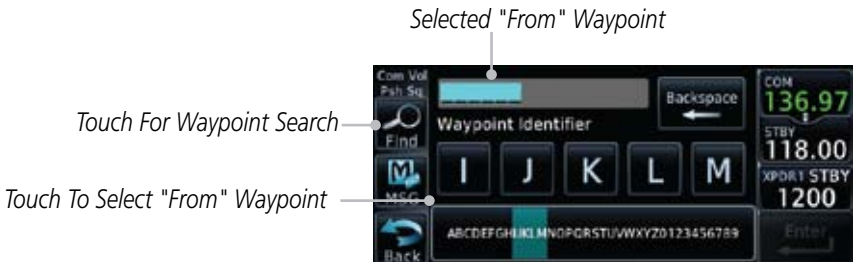 Selected "From" Waypoint
Com Vol
Psh Sq
Backspace
COM
136.97
Touch For Waypoint Search
Find
Waypoint Identifier
STBY
118.00
MSG
I J K L M
XPDR1 STBY
1200
Touch To Select "From" Waypoint
Back
ABCDEFGHIJKLMNOPQRSTUVWXYZ0123456789
Enter